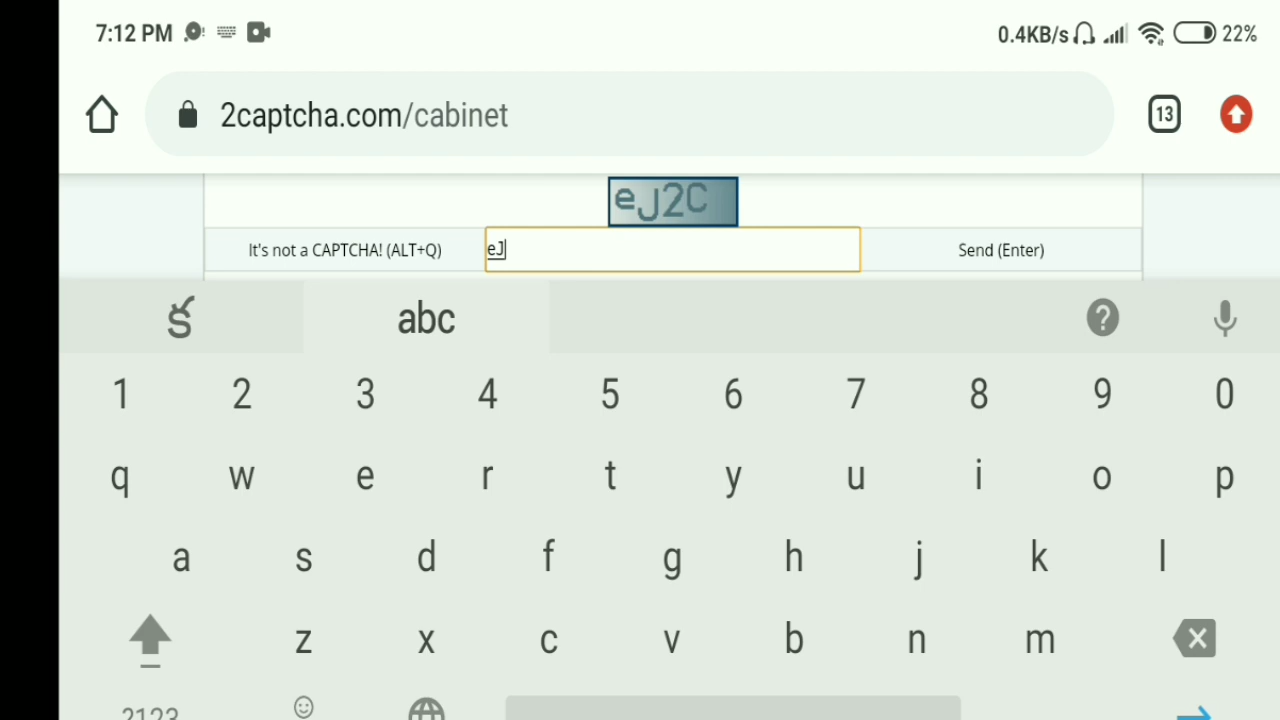 7:12 PM 0.4KB/s 22%
2captcha.com/cabinet 13
eJ2C
It's not a CAPTCHA! (ALT+Q) eJ Send (Enter)
క abc
1 2 3 4 5 6 7 8 9 0
q w e r t y u i o p
a s d f g h j k l
z x c v b n m
?123